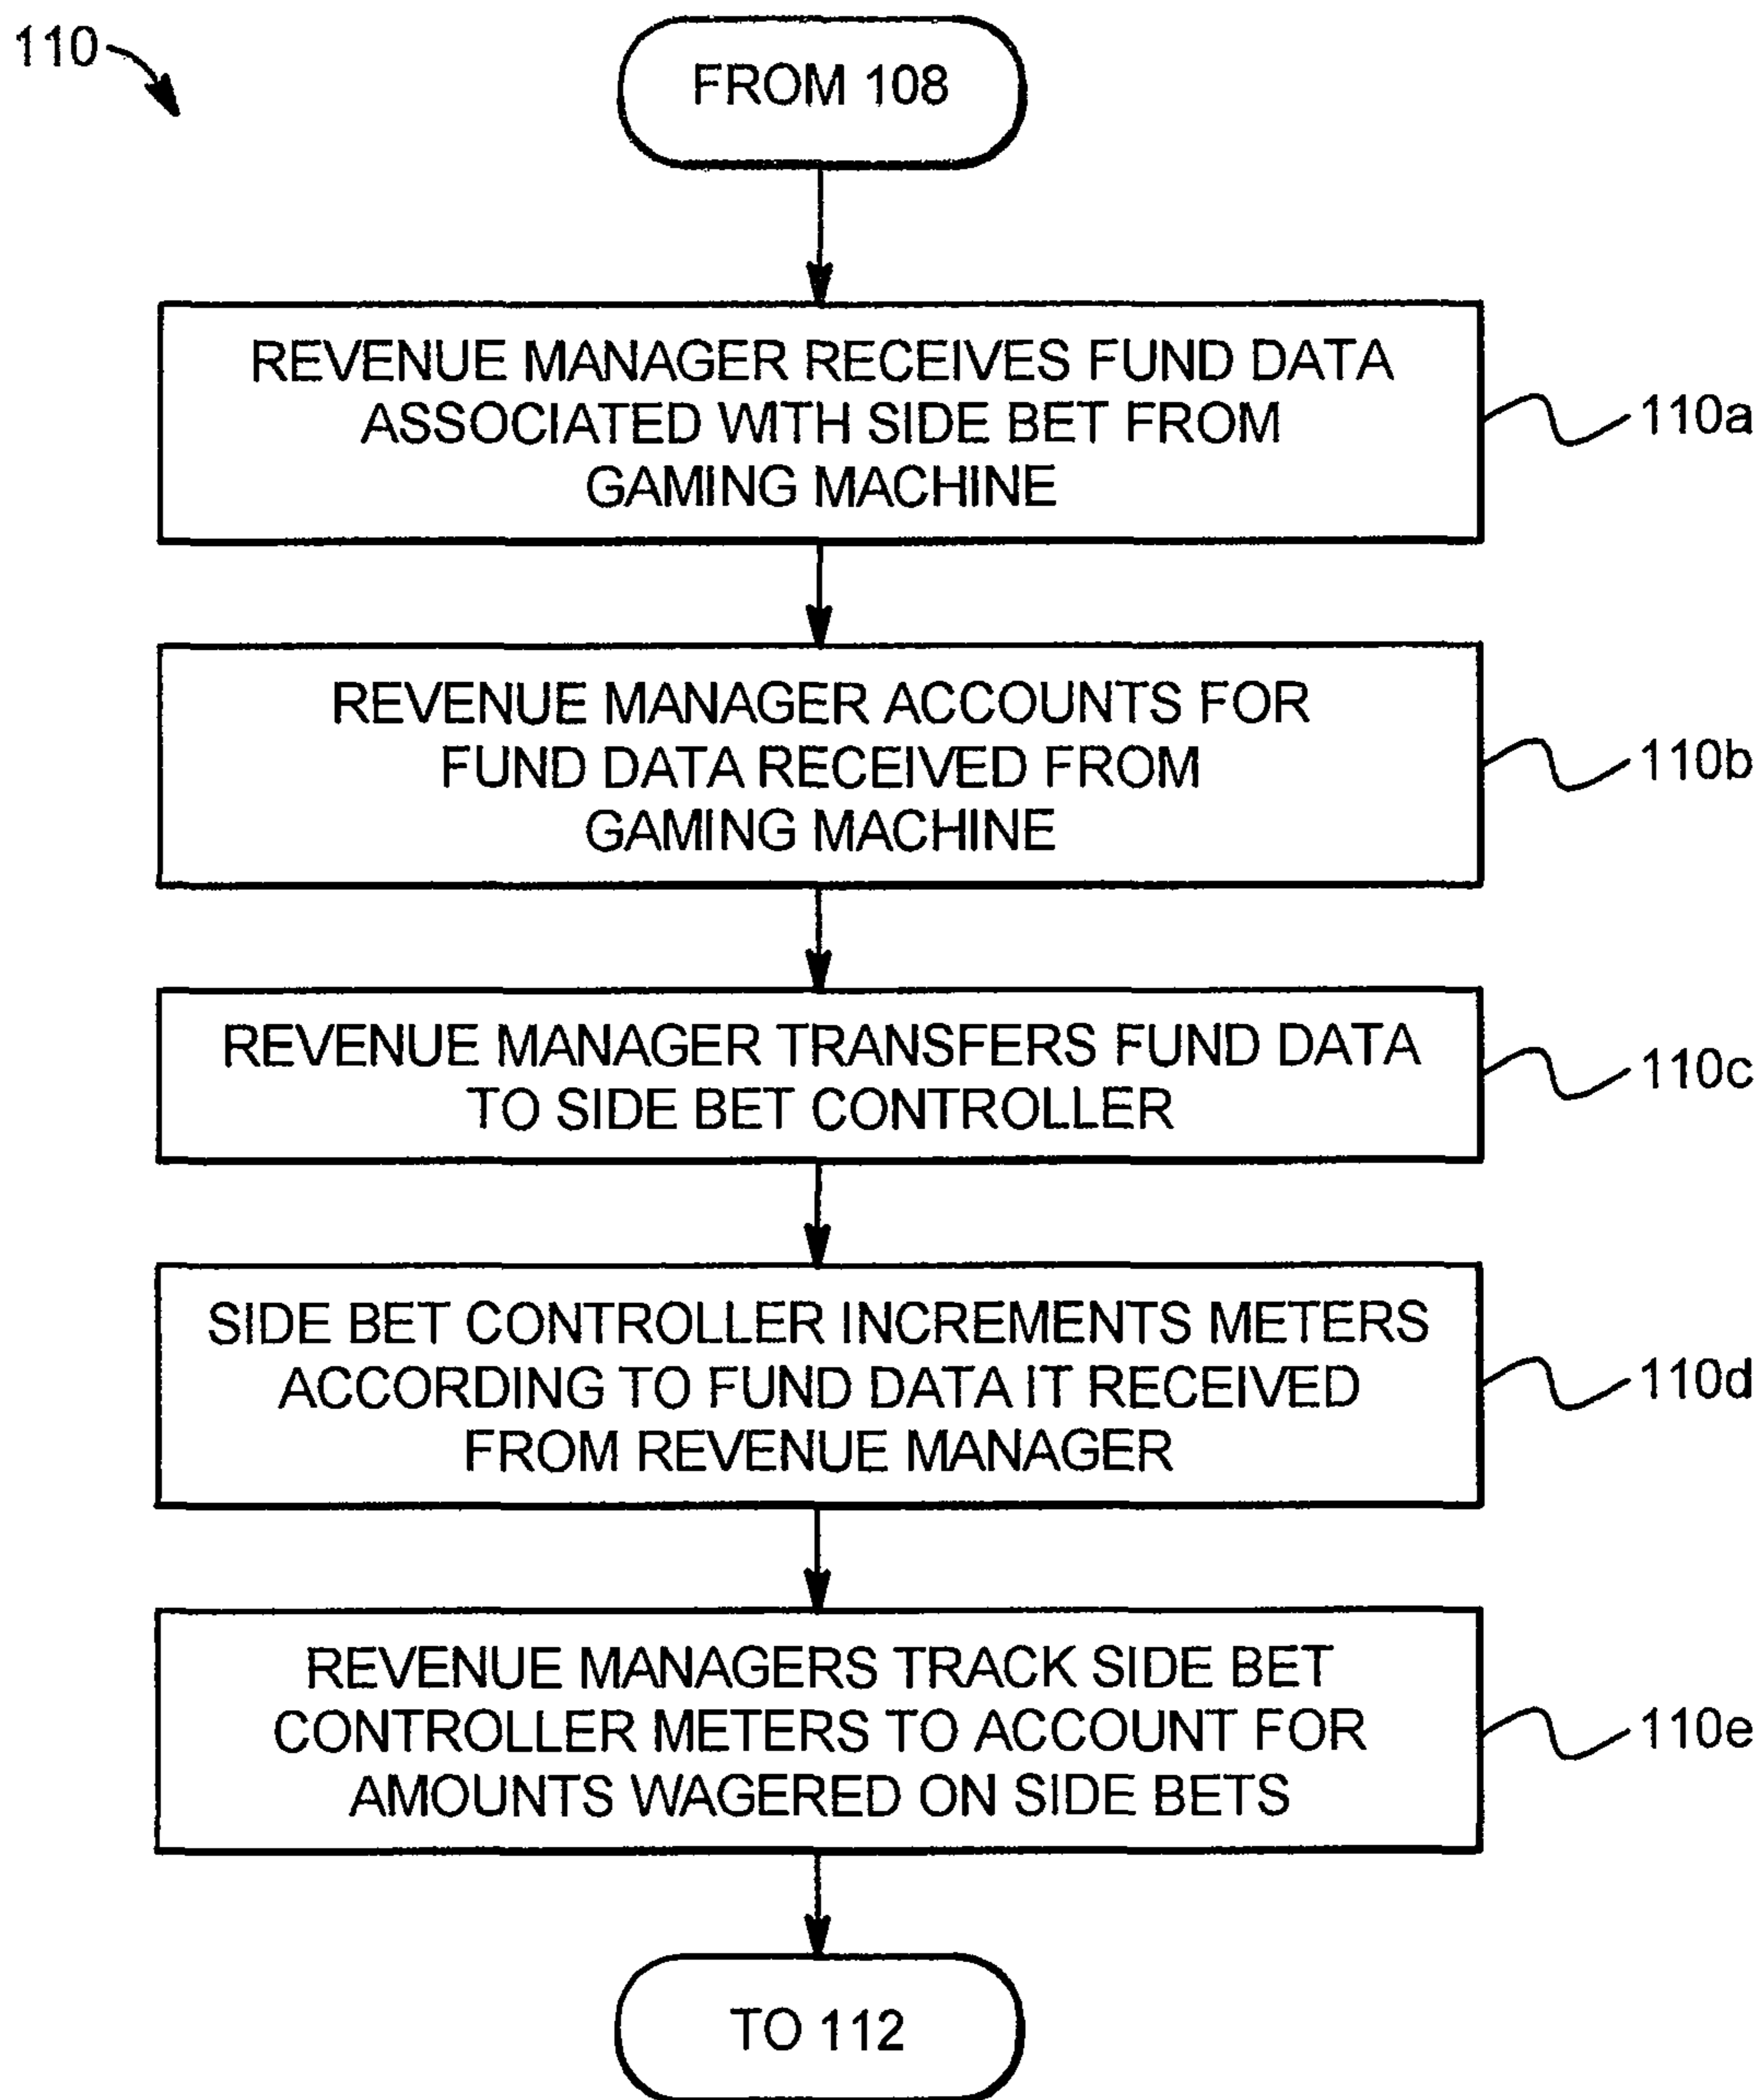 110
FROM 108
REVENUE MANAGER RECEIVES FUND DATA
ASSOCIATED WITH SIDE BET FROM
GAMING MACHINE
110a
REVENUE MANAGER ACCOUNTS FOR
FUND DATA RECEIVED FROM
GAMING MACHINE
110b
REVENUE MANAGER TRANSFERS FUND DATA
TO SIDE BET CONTROLLER
110c
SIDE BET CONTROLLER INCREMENTS METERS
ACCORDING TO FUND DATA IT RECEIVED
FROM REVENUE MANAGER
110d
REVENUE MANAGERS TRACK SIDE BET
CONTROLLER METERS TO ACCOUNT FOR
AMOUNTS WAGERED ON SIDE BETS
110e
TO 112